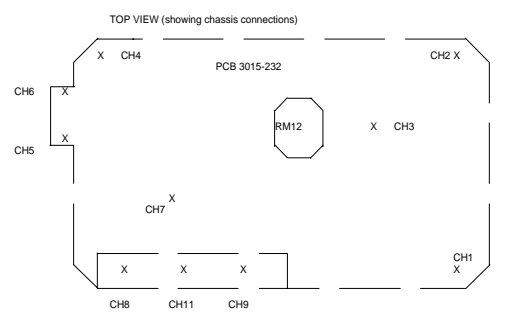 TOP VIEW (showing chassis connections)
X CH4
CH2 X
PCB 3015-232
CH6 X
RM12
X CH3
X
CH5
X
CH7
CH1
X X X X
CH8 CH11 CH9